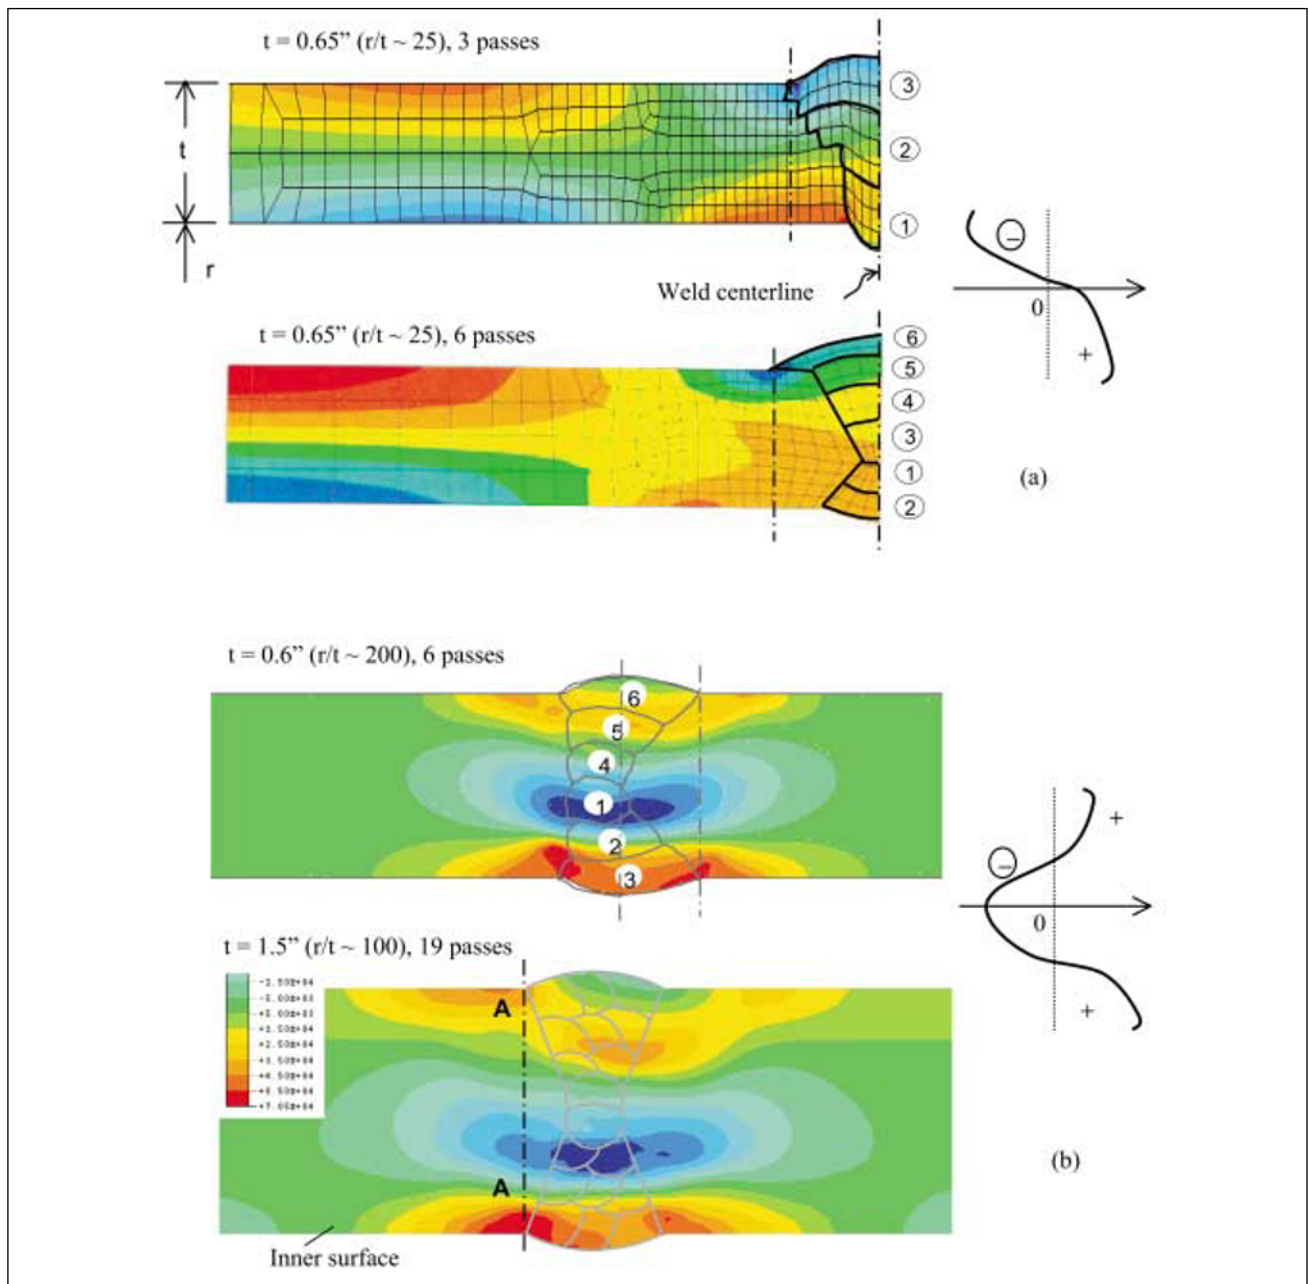 t = 0.65” (r/t ~ 25), 3 passes
3
t
2
1
r
−
0
+
Weld centerline
t = 0.65” (r/t ~ 25), 6 passes
6
5
4
3
1
2
(a)
t = 0.6” (r/t ~ 200), 6 passes
6
5
4
1
2
3
+
−
0
+
t = 1.5” (r/t ~ 100), 19 passes
A
A
(b)
Inner surface